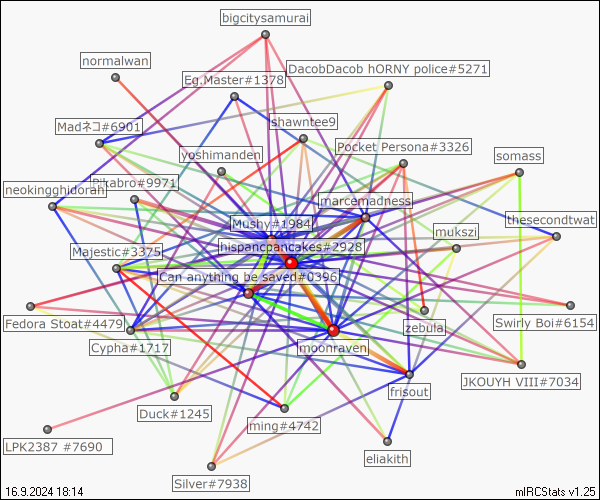 bigcitysamurai
normalwan
DacobDacob hORNY police#5271
Eg.Master#1378
shawntee9
Madネコ#6901
Pocket Persona#3326
yoshimanden
somass
Pikabro#9971
neokingghidorah
marcemadness
thesecondtwat
Mushy#1984
mukszi
hispancpancakes#2928
Majestic#3375
Can anything be saved#0396
Fedora Stoat#4479
zebula
Swirly Boi#6154
Cypha#1717
moonraven
JKOUYH VIII#7034
frisout
Duck#1245
ming#4742
LPK2387 #7690
eliakith
Silver#7938
16.9.2024 18:14
mIRCStats v1.25